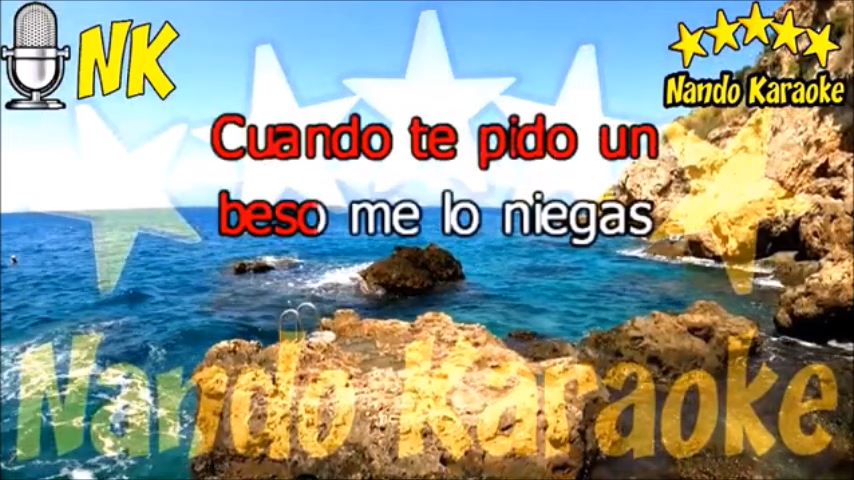 NK
Nando Karaoke
Cuando te pido un
beso me lo niegas
Nando Karaoke